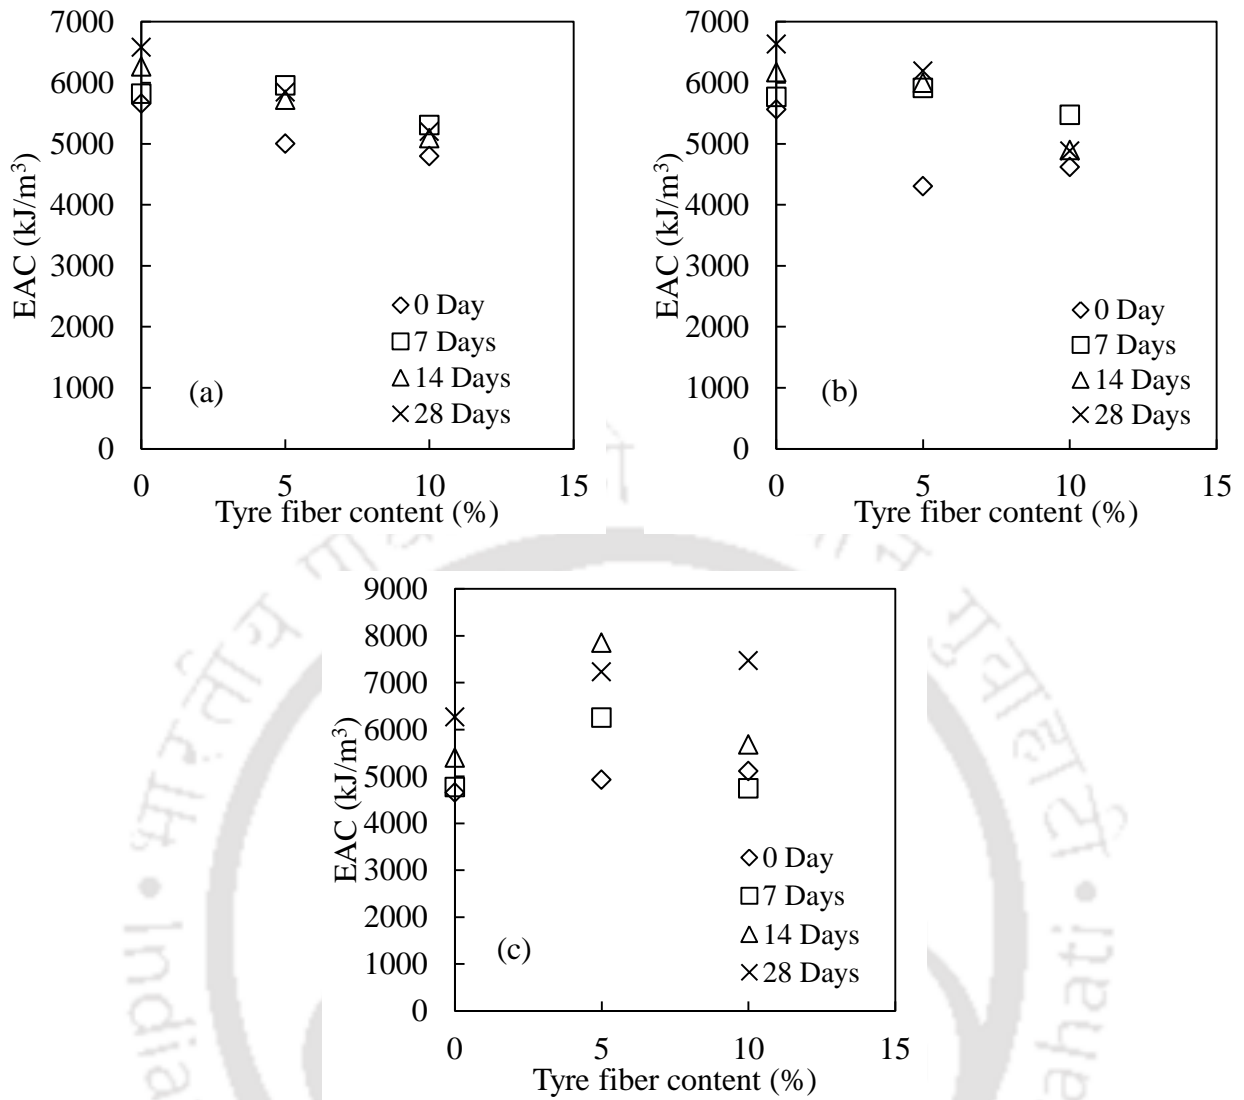 7000
6000
5000
4000
3000
2000
1000
0
EAC (kJ/m³)
0 Day
7 Days
14 Days
28 Days
(a)
0 5 10 15
Tyre fiber content (%)
7000
6000
5000
4000
3000
2000
1000
0
EAC (kJ/m³)
0 Day
7 Days
14 Days
28 Days
(b)
0 5 10 15
Tyre fiber content (%)
9000
8000
7000
6000
5000
4000
3000
2000
1000
0
EAC (kJ/m³)
0 Day
7 Days
14 Days
28 Days
(c)
0 5 10 15
Tyre fiber content (%)
भारतीय
गुवाहाटी
India
ahati